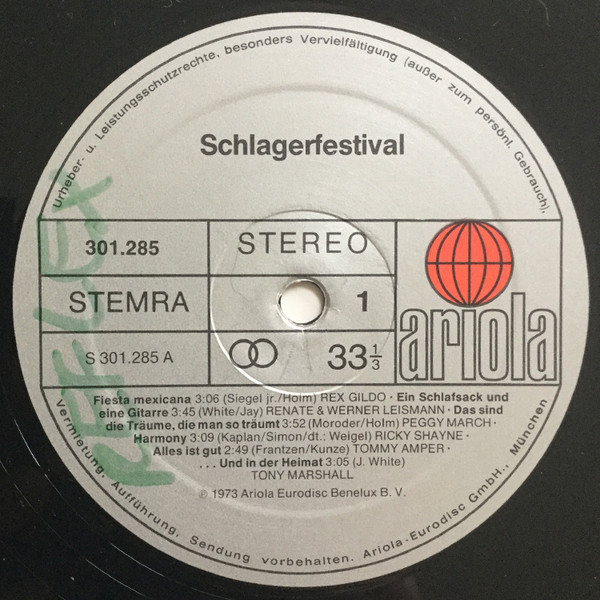 Urheber- u. Leistungsschutzrechte, besonders Vervielfältigung (außer zum persönl. Gebrauch),
Schlagerfestival
301.285
STEREO
STEMRA
1
S 301.285 A
33⅓
ariola
Fiesta mexicana 3:06 (Siegel jr./Holm) REX GILDO · Ein Schlafsack und
eine Gitarre 3:45 (White/Jay) RENATE & WERNER LEISMANN · Das sind
die Träume, die man so träumt 3:52 (Moroder/Holm) PEGGY MARCH ·
Harmony 3:09 (Kaplan/Simon/dt.: Weigel) RICKY SHAYNE ·
Alles ist gut 2:49 (Frantzen/Kunze) TOMMY AMPER ·
. . . Und in der Heimat 3:05 (J. White)
TONY MARSHALL
℗ 1973 Ariola Eurodisc Benelux B. V.
Vermietung, Aufführung, Sendung vorbehalten. Ariola-Eurodisc GmbH., München